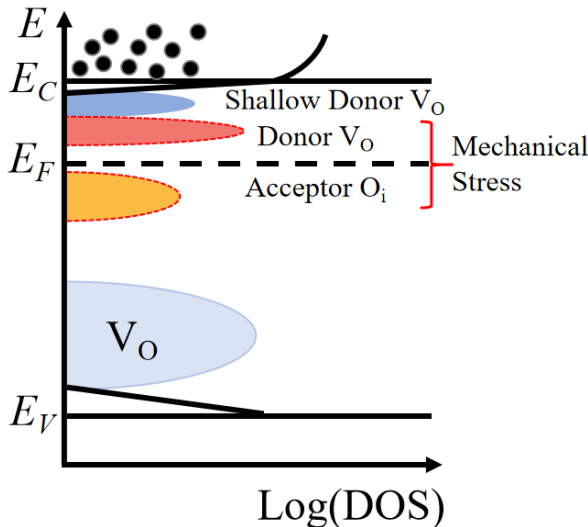 E
E_C
Shallow Donor V_O
Donor V_O
E_F
Mechanical
Stress
Acceptor O_i
V_O
E_V
Log(DOS)